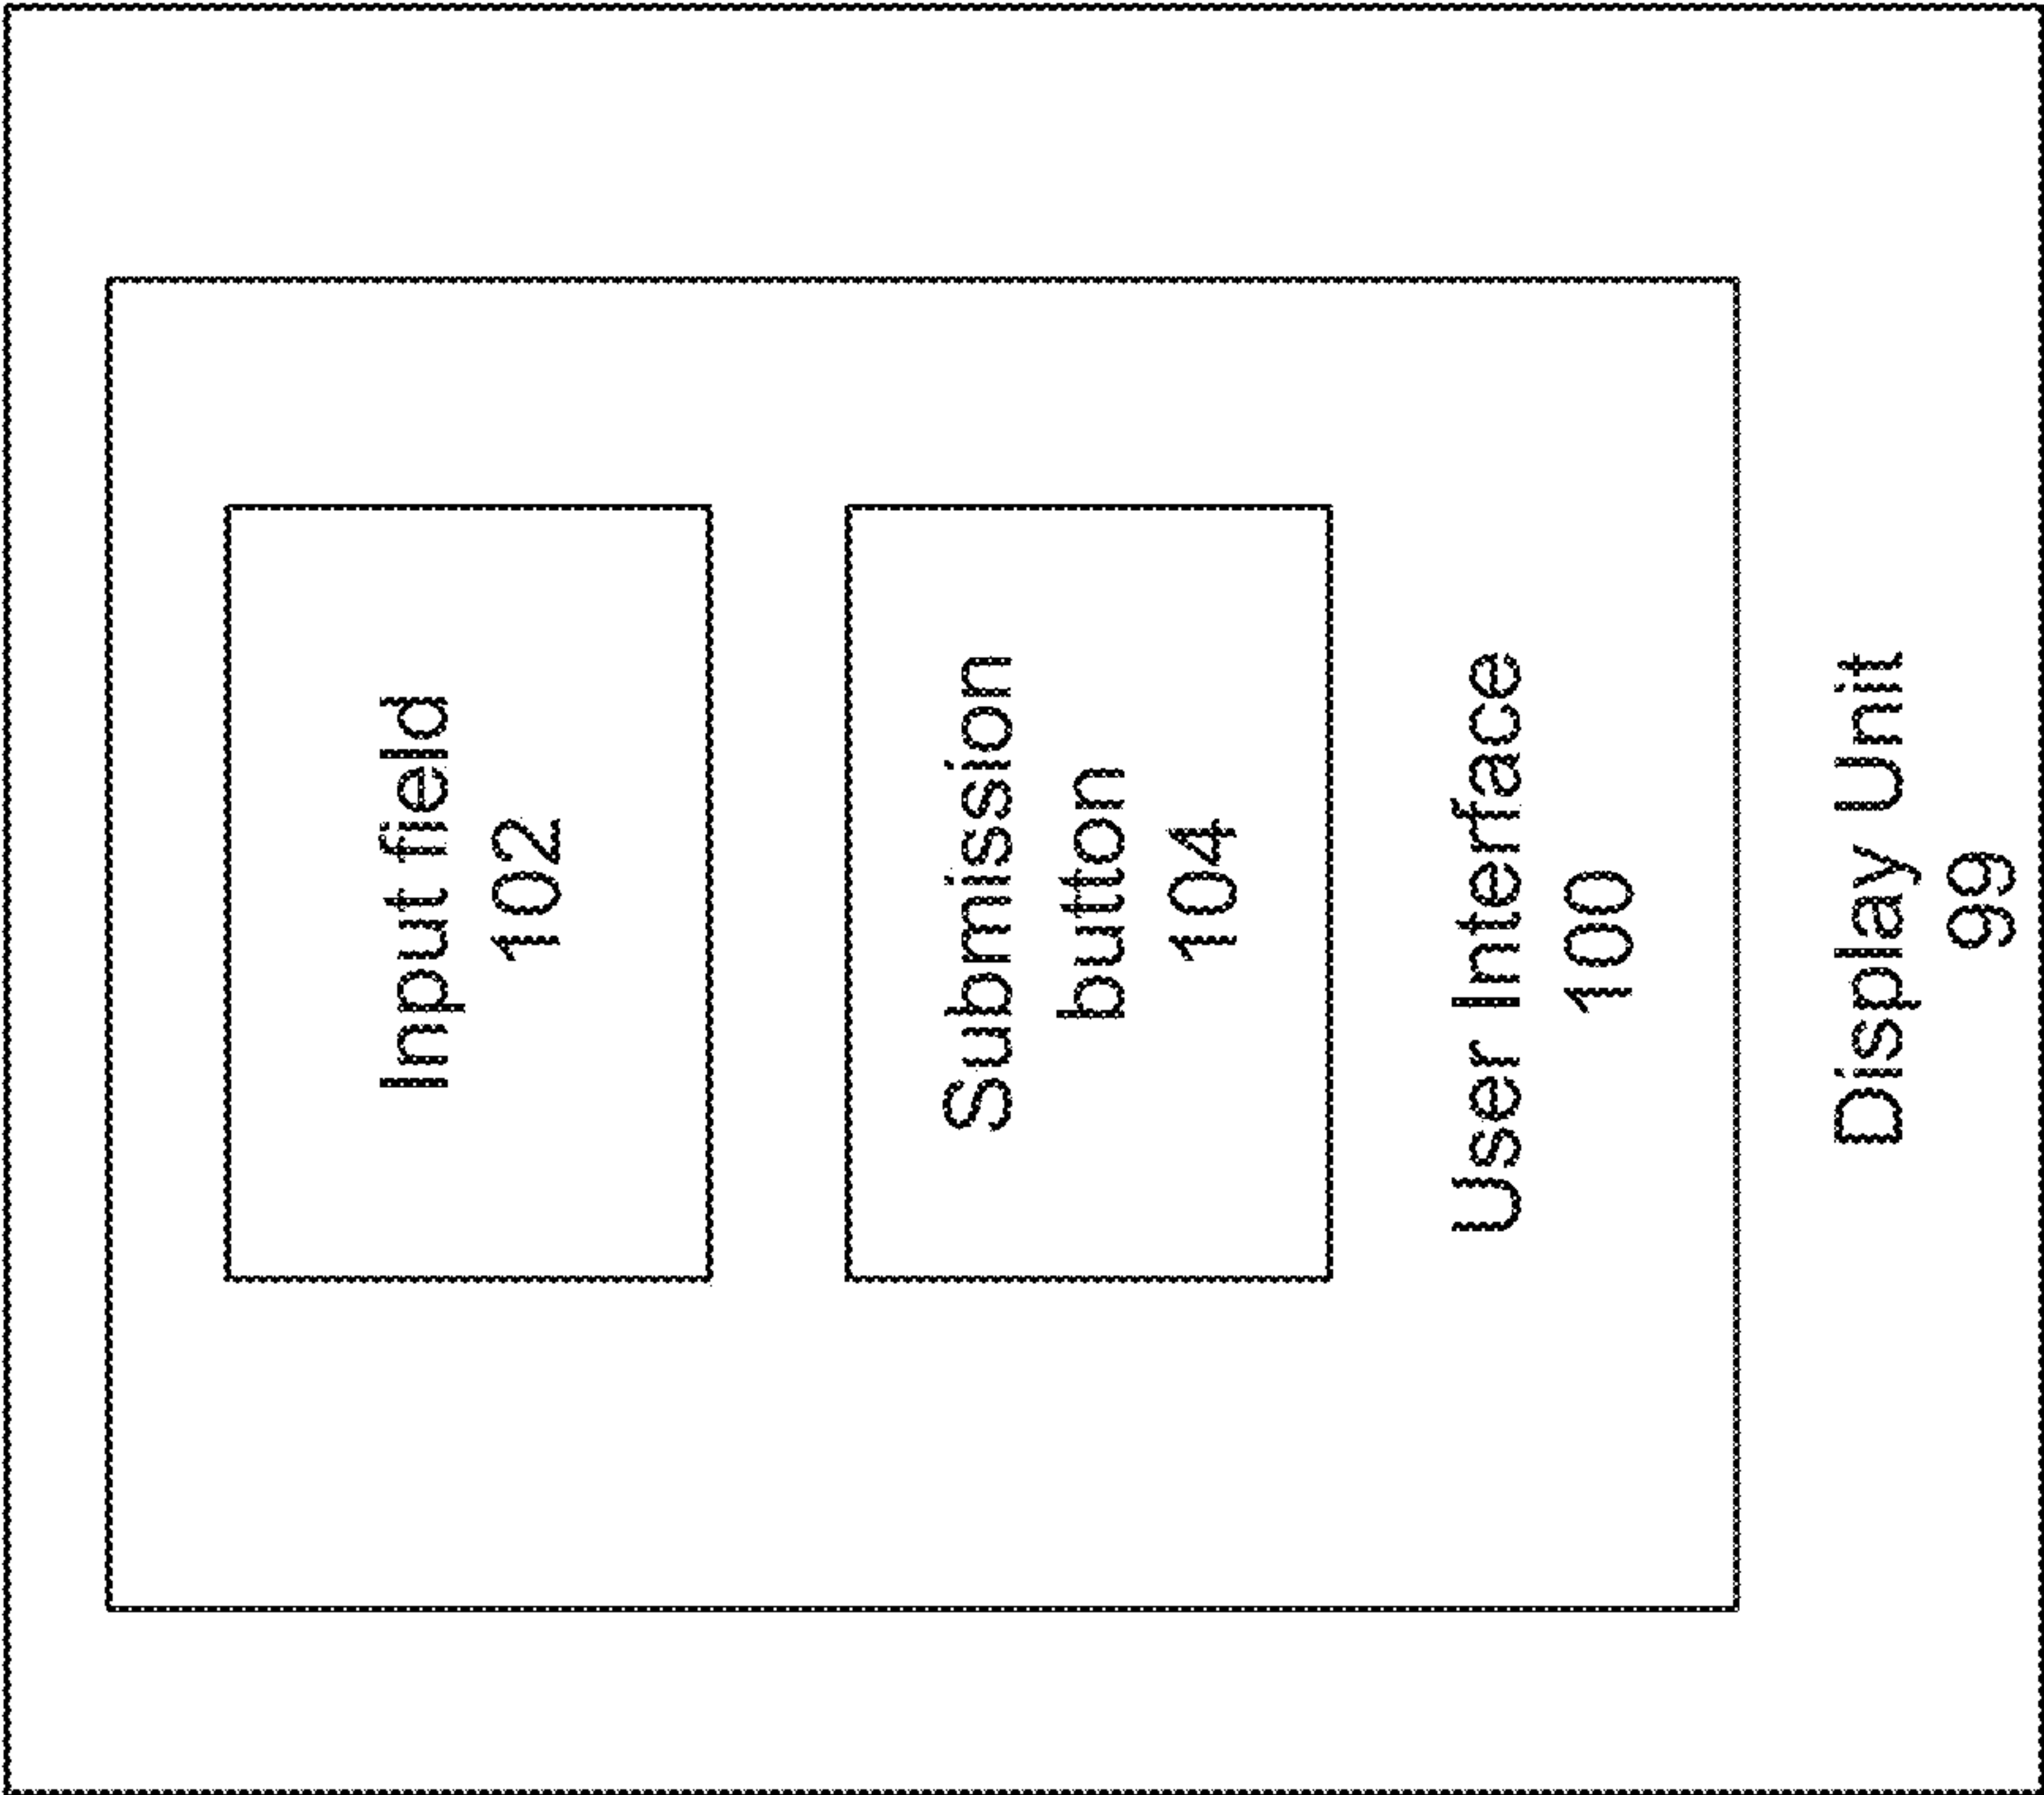 Input field
102
Submission
button
104
User Interface
100
Display Unit
99